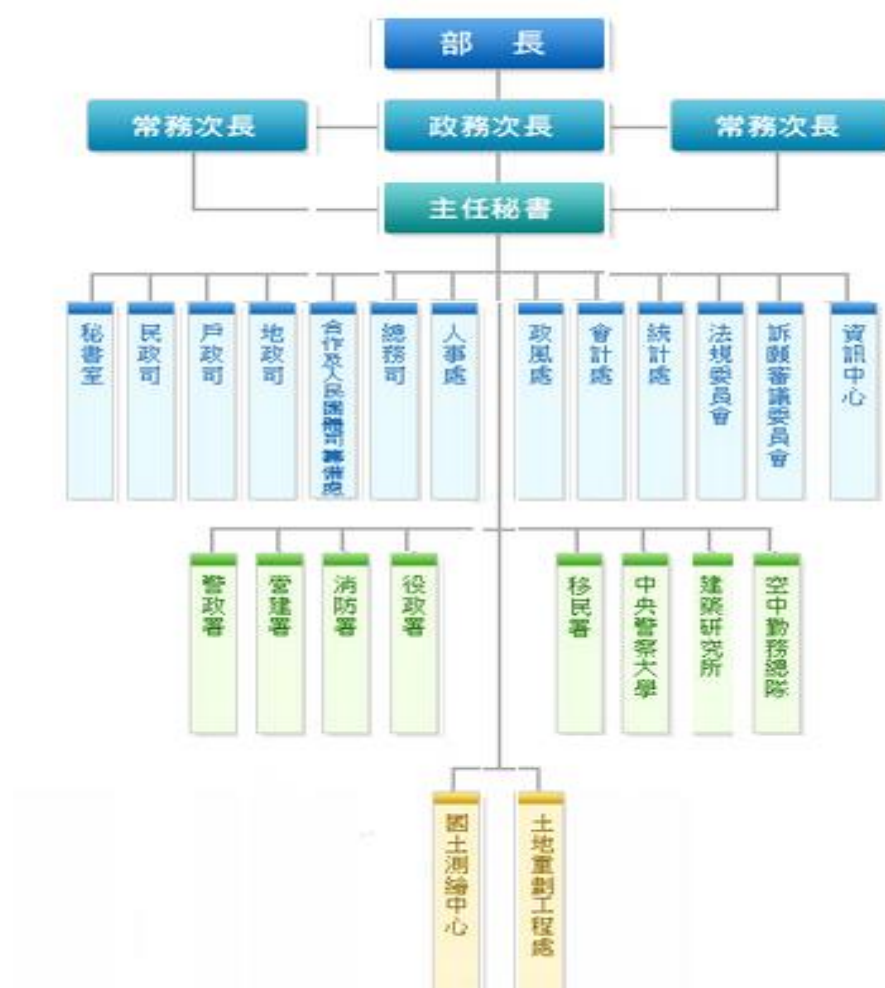 部 長
常務次長
政務次長
常務次長
主任秘書
秘書室
民政司
戶政司
地政司
合作及人民團體司籌備處
總務司
人事處
政風處
會計處
統計處
法規委員會
訴願審議委員會
資訊中心
警政署
營建署
消防署
役政署
移民署
中央警察大學
建築研究所
空中勤務總隊
國土測繪中心
土地重劃工程處